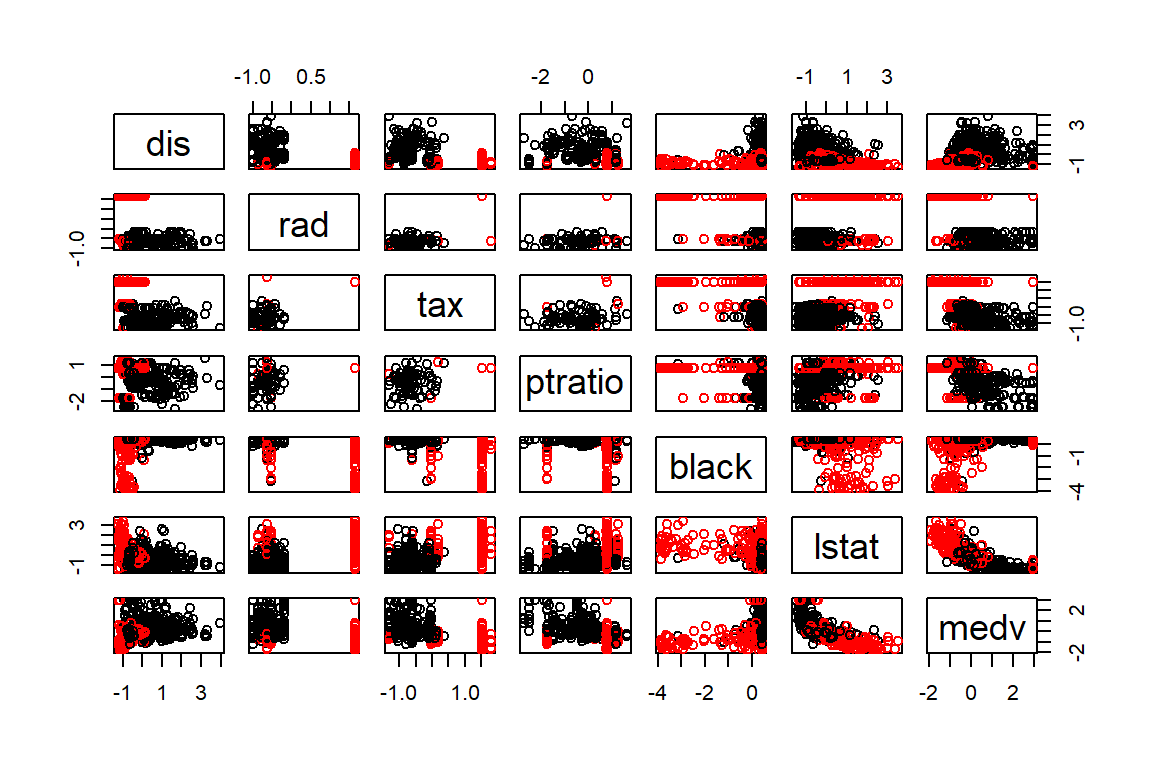 -1.0 0.5 -2 0 -1 1 3
dis 3 -1
-1.0 rad
tax -1.0
1 -2 ptratio
black -1 -4
3 -1 lstat
medv 2 -2
-1 1 3 -1.0 1.0 -4 -2 0 -2 0 2